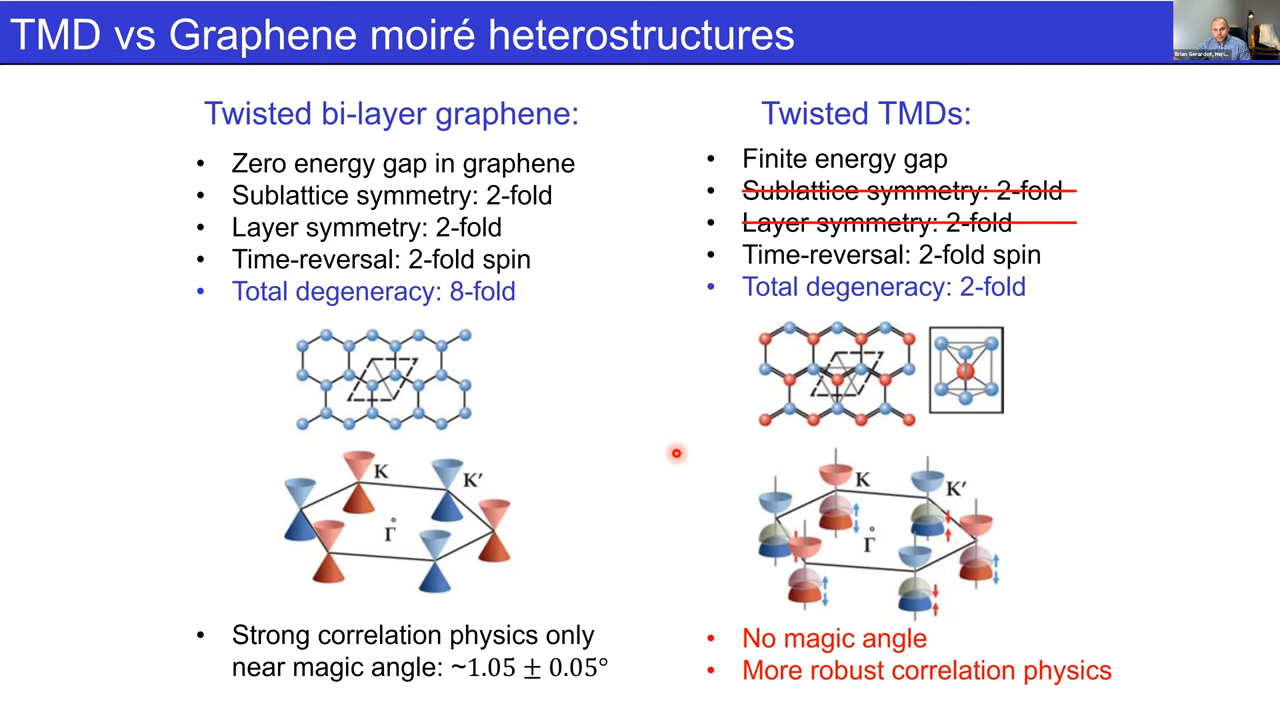 TMD vs Graphene moiré heterostructures
Brian Gerardot, Heri...
Twisted bi-layer graphene:
• Zero energy gap in graphene
• Sublattice symmetry: 2-fold
• Layer symmetry: 2-fold
• Time-reversal: 2-fold spin
• Total degeneracy: 8-fold
K
K′
Γ
• Strong correlation physics only
near magic angle: ~1.05 ± 0.05°
Twisted TMDs:
• Finite energy gap
• Sublattice symmetry: 2-fold
• Layer symmetry: 2-fold
• Time-reversal: 2-fold spin
• Total degeneracy: 2-fold
K
K′
Γ
• No magic angle
• More robust correlation physics